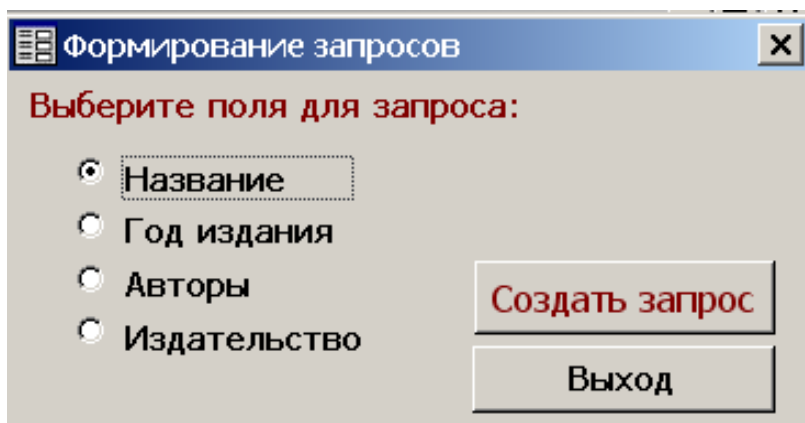 Формирование запросов
Выберите поля для запроса:
Название
Год издания
Авторы
Издательство
Создать запрос
Выход